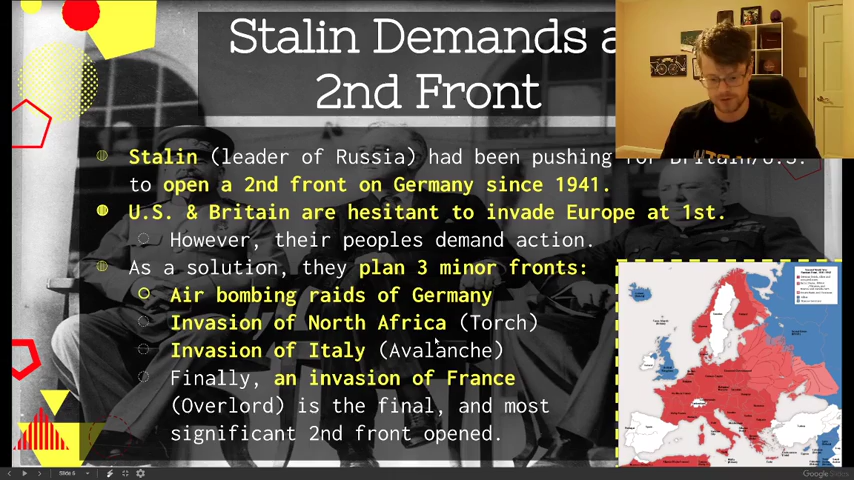 Stalin Demands a
2nd Front
Stalin (leader of Russia) had been pushing for Britain/U.S.
to open a 2nd front on Germany since 1941.
U.S. & Britain are hesitant to invade Europe at 1st.
However, their peoples demand action.
As a solution, they plan 3 minor fronts:
Air bombing raids of Germany
Invasion of North Africa (Torch)
Invasion of Italy (Avalanche)
Finally, an invasion of France
(Overlord) is the final, and most
significant 2nd front opened.
Slide 6
Google Slides